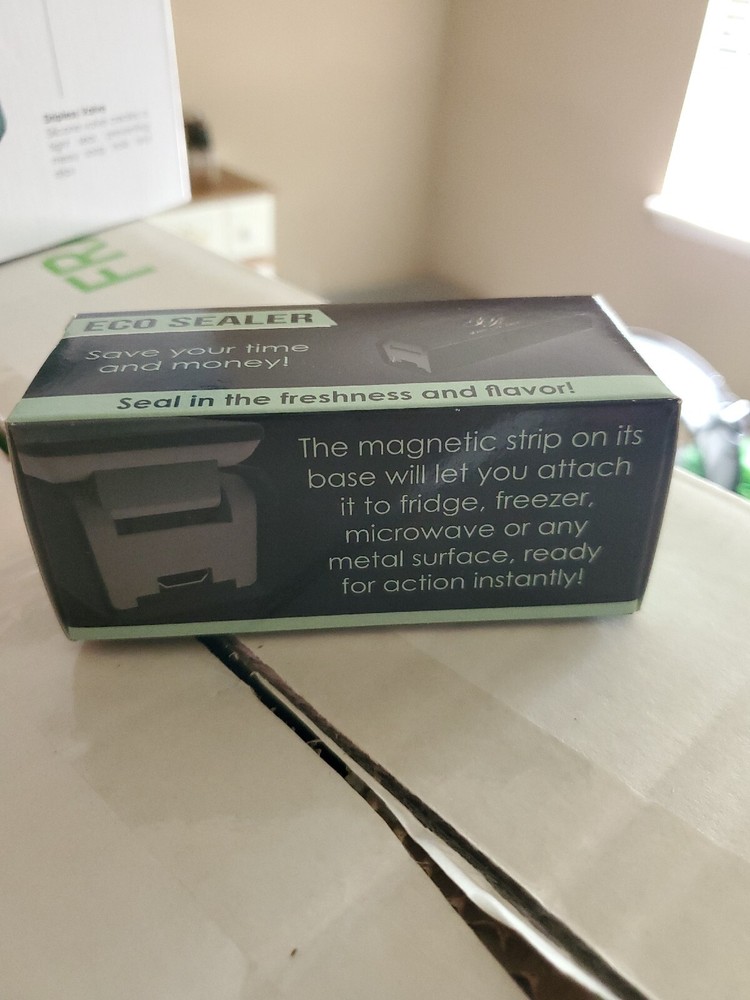 FR
ECO SEALER
Save your time
and money!
Seal in the freshness and flavor!
The magnetic strip on its
base will let you attach
it to fridge, freezer,
microwave or any
metal surface, ready
for action instantly!